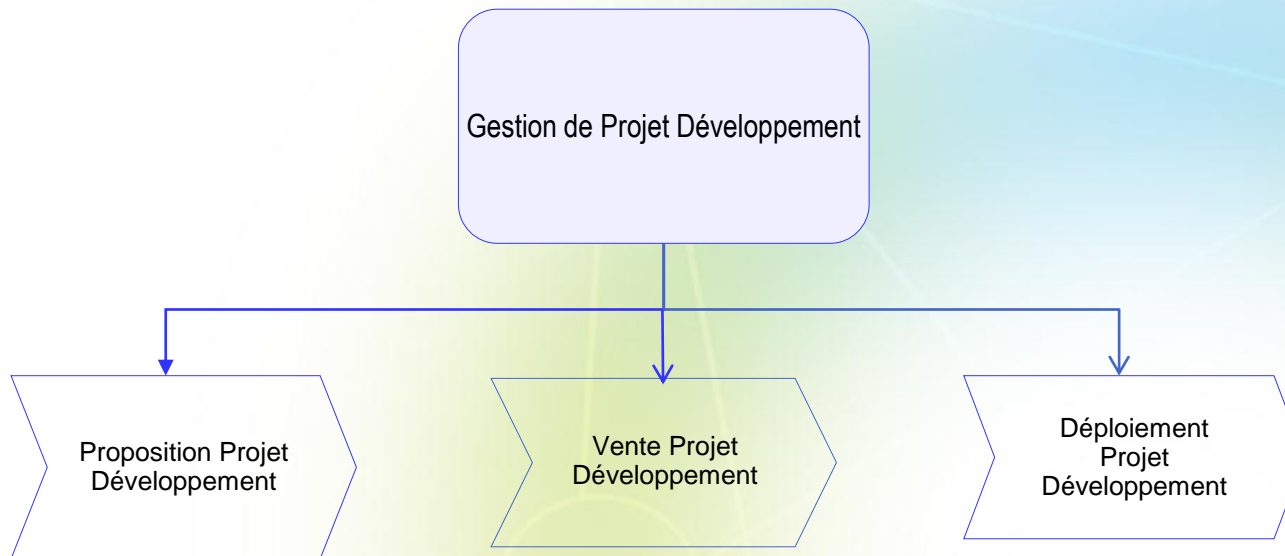 Gestion de Projet Développement
Proposition Projet
Développement
Vente Projet
Développement
Déploiement
Projet
Développement